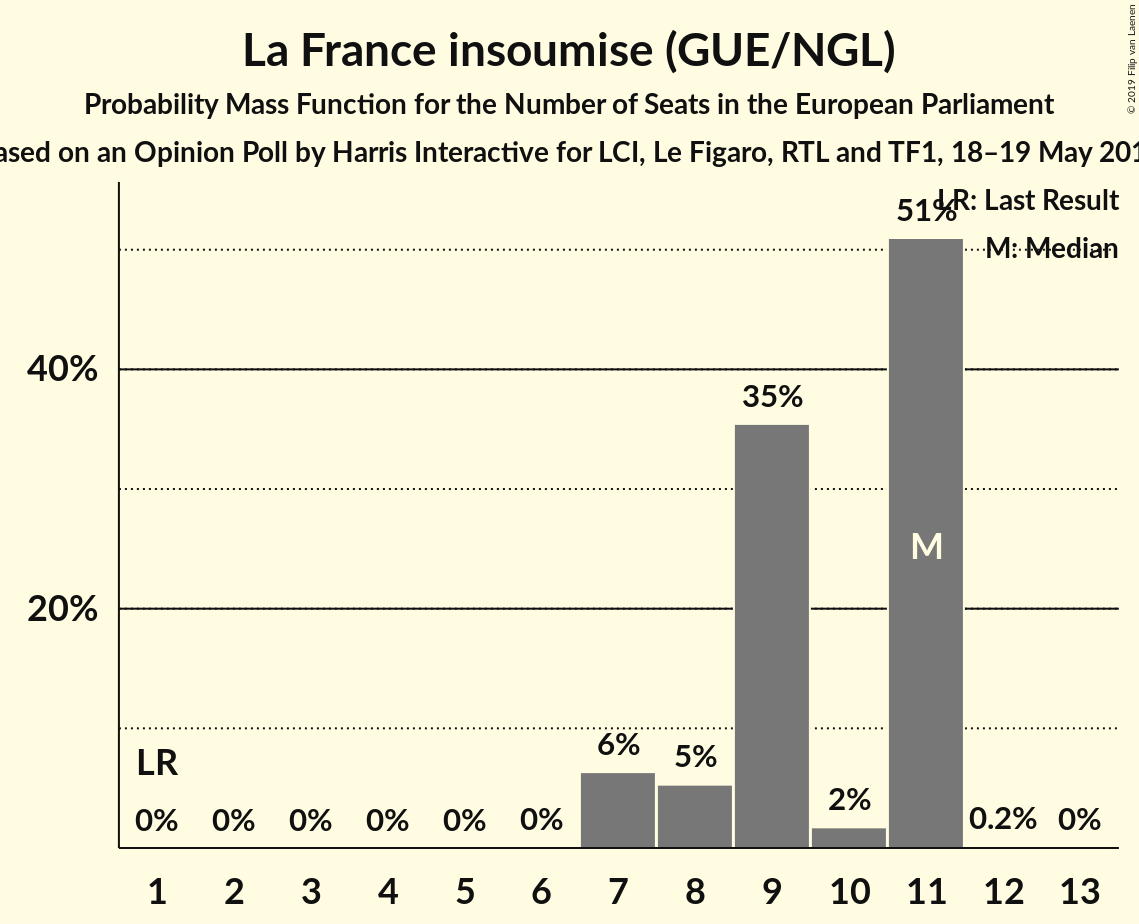 La France insoumise (GUE/NGL)
Probability Mass Function for the Number of Seats in the European Parliament
on an Opinion Poll by Harris Interactive for LCI, Le Figaro, RTL and TF1, 18–19 May
© 2019 Filip van Laenen
LR: Last Result
M: Median
51%
40%
35%
M
20%
LR
6%
5%
2%
0% 0% 0% 0% 0% 0% 0.2% 0%
1 2 3 4 5 6 7 8 9 10 11 12 13